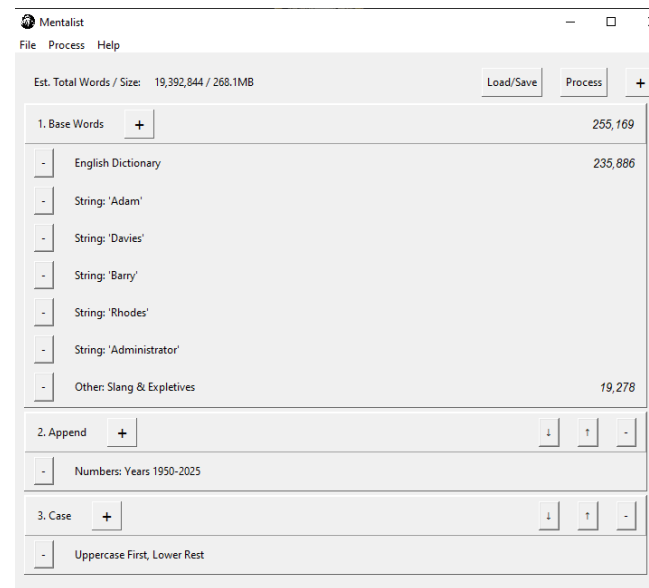 Mentalist
File Process Help
Est. Total Words / Size: 19,392,844 / 268.1MB Load/Save Process +
1. Base Words + 255,169
- English Dictionary 235,886
- String: 'Adam'
- String: 'Davies'
- String: 'Barry'
- String: 'Rhodes'
- String: 'Administrator'
- Other: Slang & Expletives 19,278
2. Append + ↓ ↑ -
- Numbers: Years 1950-2025
3. Case + ↓ ↑ -
- Uppercase First, Lower Rest